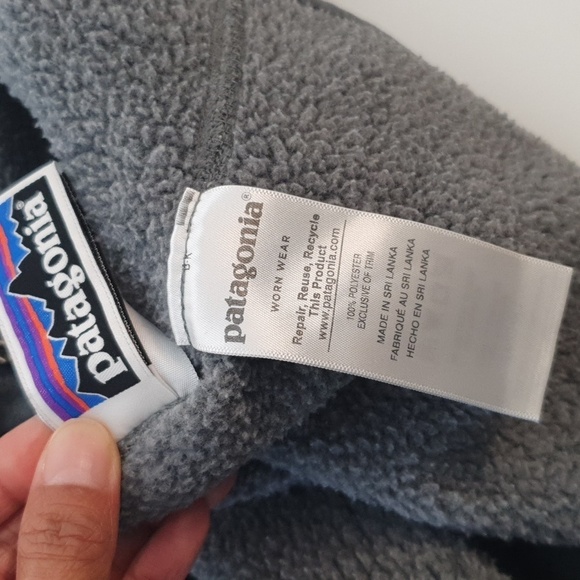 patagonia®
patagonia®
WORN WEAR
Repair, Reuse, Recycle
This Product
www.patagonia.com
100% POLYESTER
EXCLUSIVE OF TRIM
MADE IN SRI LANKA
FABRIQUÉ AU SRI LANKA
HECHO EN SRI LANKA